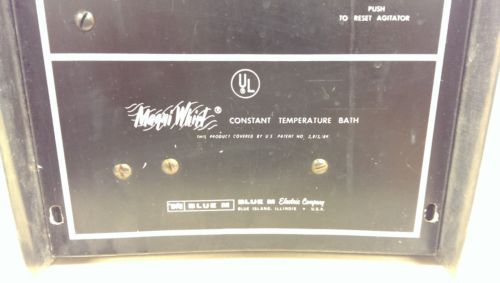 PUSH
TO RESET AGITATOR
UL
Magni Whirl® CONSTANT TEMPERATURE BATH
THIS PRODUCT COVERED BY U.S. PATENT NO. 2,813,184
BLUE M BLUE M Electric Company
BLUE ISLAND, ILLINOIS • U.S.A.